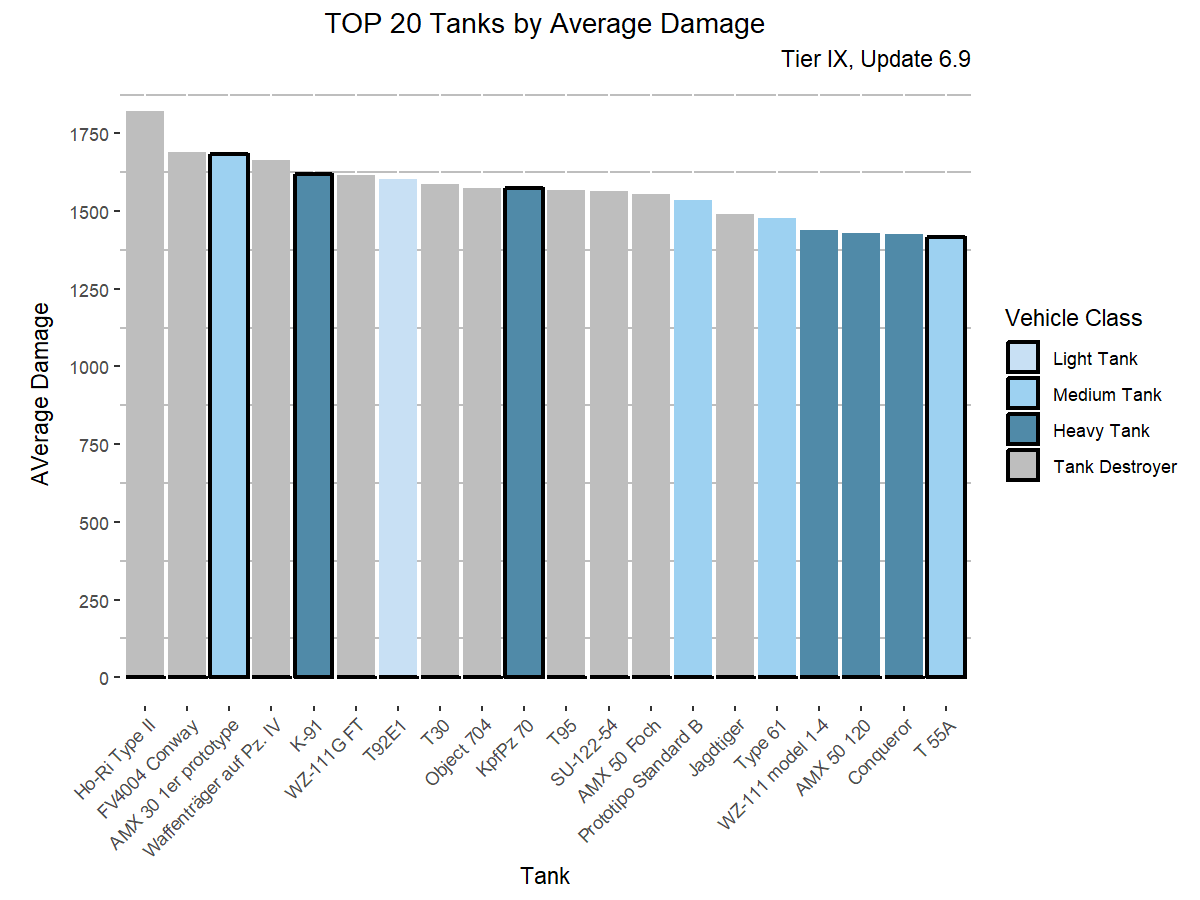 TOP 20 Tanks by Average Damage
Tier IX, Update 6.9
AVerage Damage
1750
1500
1250
1000
750
500
250
0
Ho-Ri Type II
FV4004 Conway
AMX 30 1er prototype
Waffenträger auf Pz. IV
K-91
WZ-111G FT
T92E1
T30
Object 704
KpfPz 70
T95
SU-122-54
AMX 50 Foch
Prototipo Standard B
Jagdtiger
Type 61
WZ-111 model 1-4
AMX 50 120
Conqueror
T 55A
Tank
Vehicle Class
Light Tank
Medium Tank
Heavy Tank
Tank Destroyer